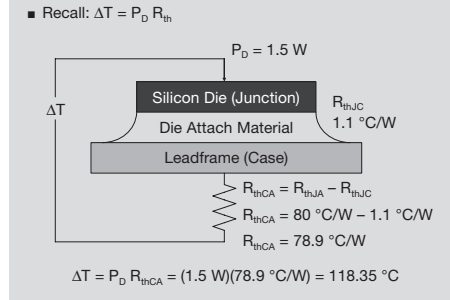 ■ Recall: ΔT = P_D R_th
P_D = 1.5 W
Silicon Die (Junction)
R_thJC
1.1 °C/W
ΔT
Die Attach Material
Leadframe (Case)
R_thCA = R_thJA – R_thJC
R_thCA = 80 °C/W – 1.1 °C/W
R_thCA = 78.9 °C/W
ΔT = P_D R_thCA = (1.5 W)(78.9 °C/W) = 118.35 °C